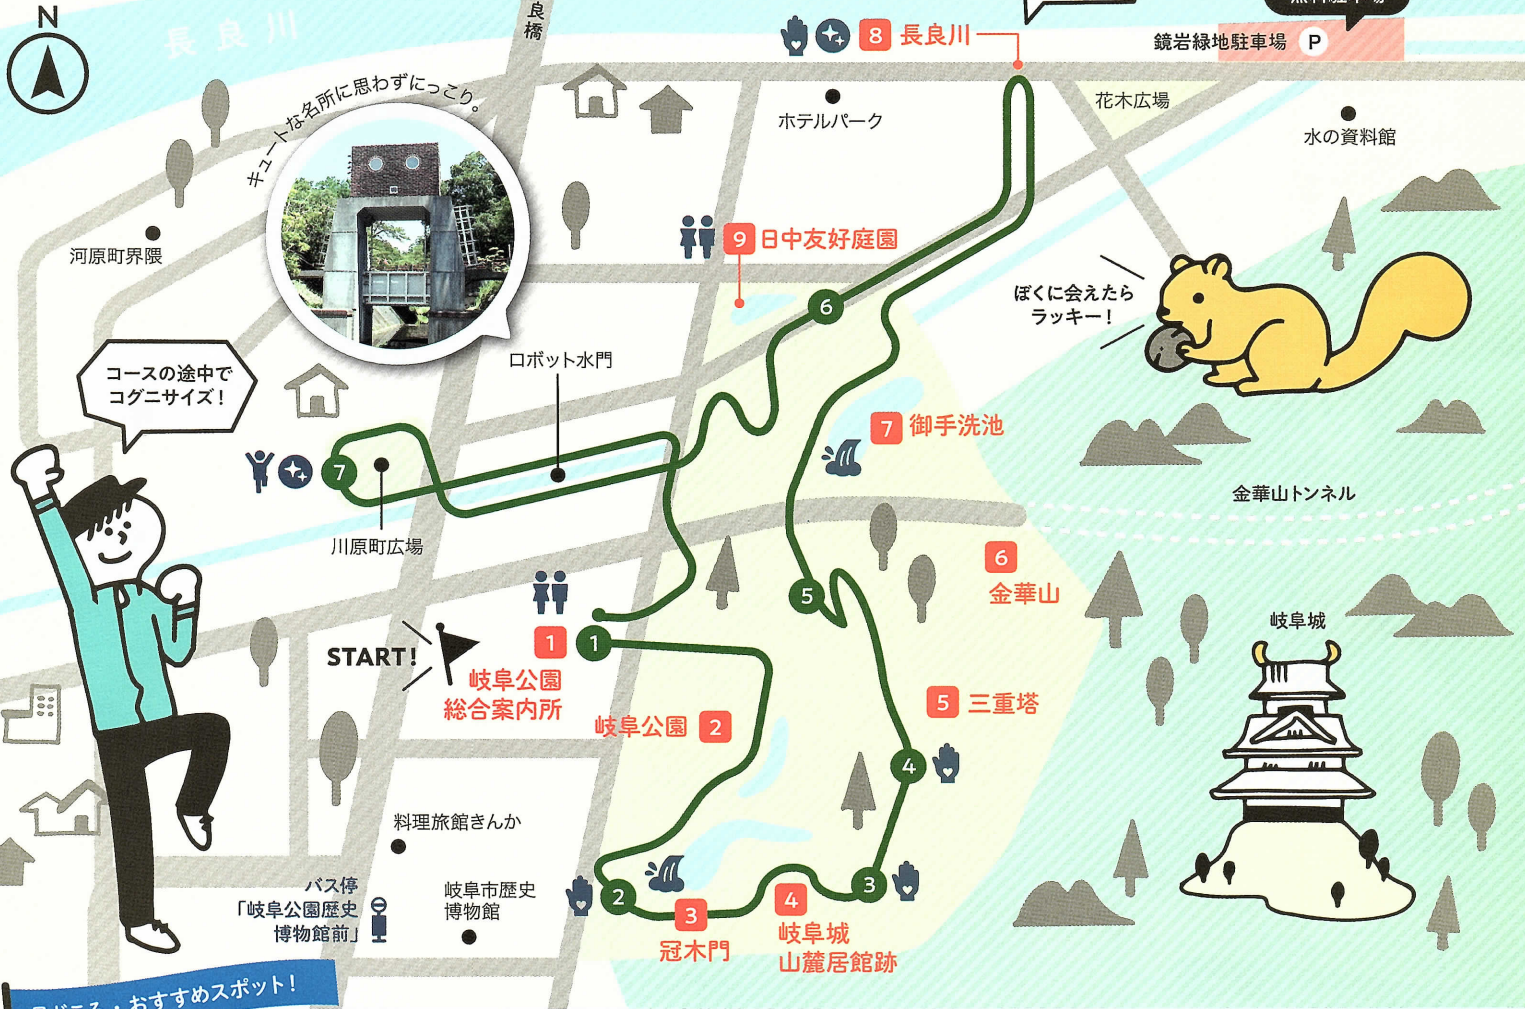 N
長良川
良橋
8 長良川
鏡岩緑地駐車場 P
キュートな名所に思わずにっこり。
ホテルパーク
花木広場
水の資料館
河原町界隈
9 日中友好庭園
6
ぼくに会えたら
ラッキー！
コースの途中で
コグニサイズ！
ロボット水門
7 御手洗池
7
川原町広場
金華山トンネル
6
金華山
5
START!
1
1
岐阜公園
総合案内所
岐阜公園 2
5 三重塔
4
岐阜城
料理旅館きんか
バス停
「岐阜公園歴史
博物館前」
岐阜市歴史
博物館
2
3
冠木門
4
岐阜城
山麓居館跡
3
・おすすめスポット！